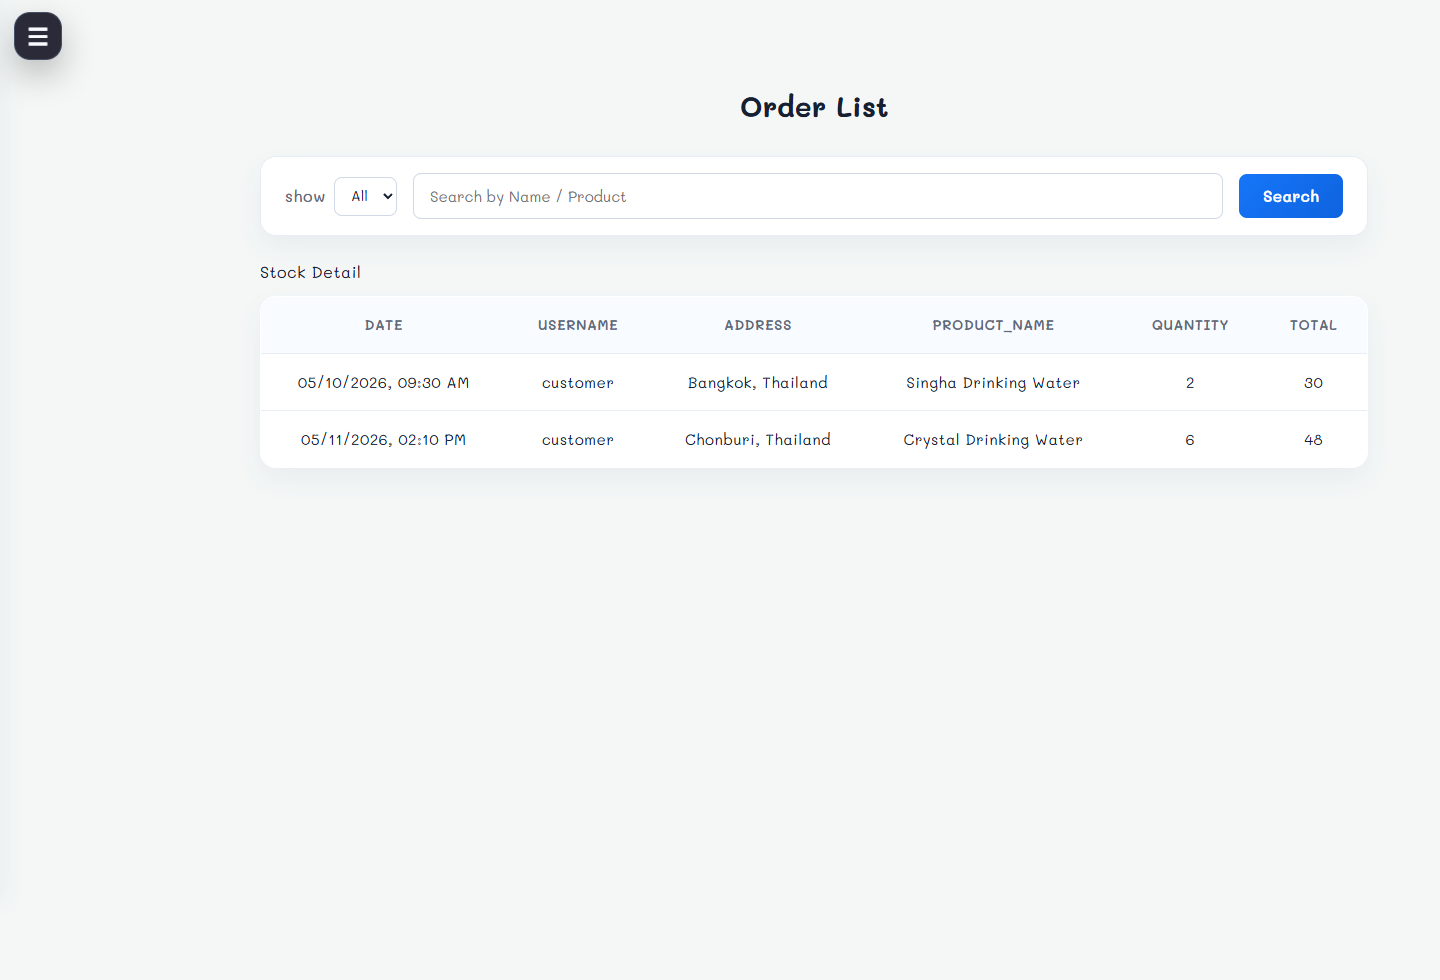 Order List
show All Search by Name / Product Search
Stock Detail
DATE USERNAME ADDRESS PRODUCT_NAME QUANTITY TOTAL
05/10/2026, 09:30 AM customer Bangkok, Thailand Singha Drinking Water 2 30
05/11/2026, 02:10 PM customer Chonburi, Thailand Crystal Drinking Water 6 48